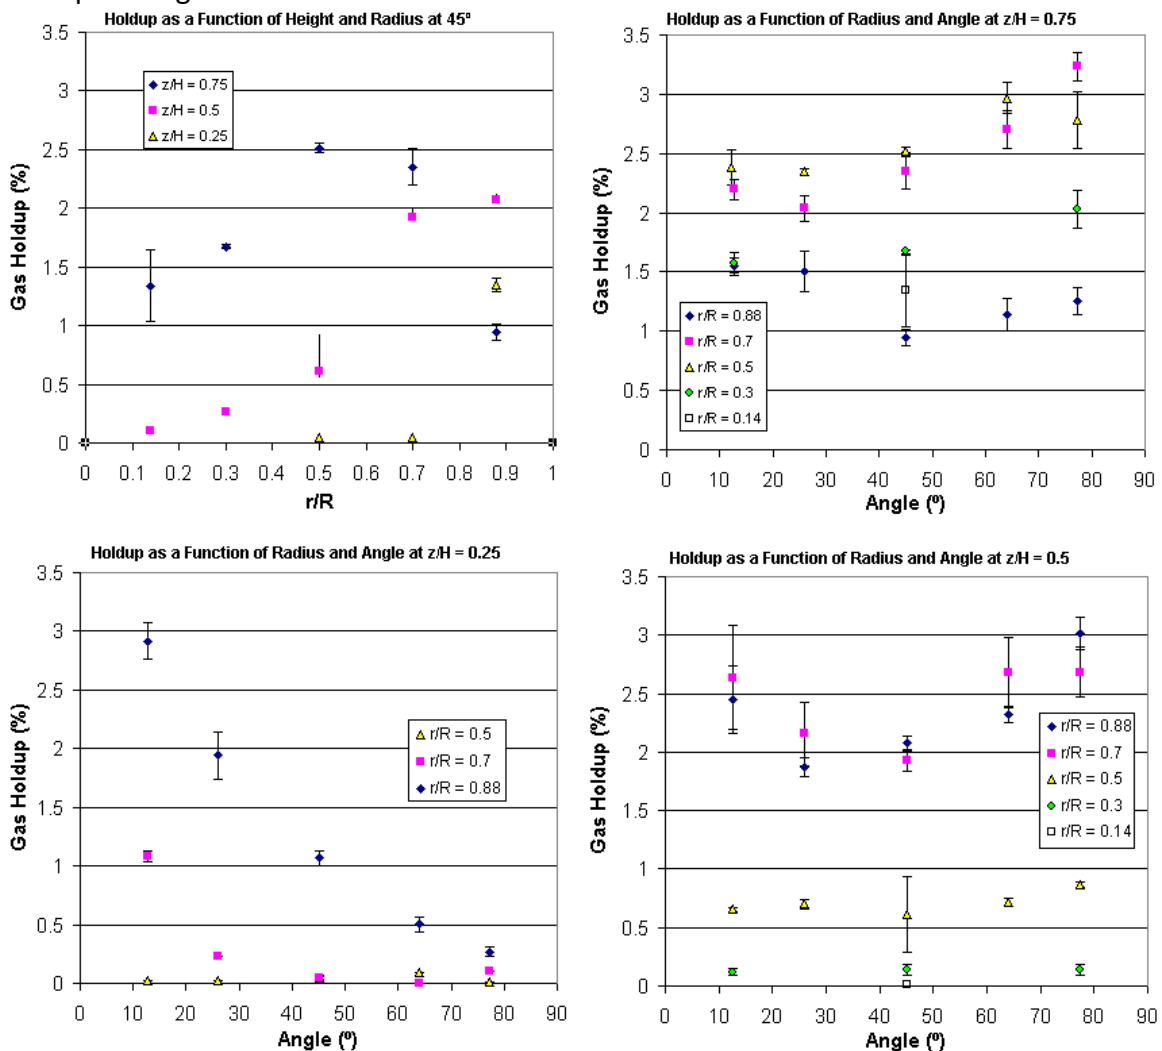 Holdup as a Function of Height and Radius at 45º
3.5
3
2.5
2
1.5
1
0.5
0
0 0.1 0.2 0.3 0.4 0.5 0.6 0.7 0.8 0.9 1
Gas Holdup (%)
r/R
z/H = 0.75
z/H = 0.5
z/H = 0.25
Holdup as a Function of Radius and Angle at z/H = 0.75
3.5
3
2.5
2
1.5
1
0.5
0
0 10 20 30 40 50 60 70 80 90
Gas Holdup (%)
Angle (º)
r/R = 0.88
r/R = 0.7
r/R = 0.5
r/R = 0.3
r/R = 0.14
Holdup as a Function of Radius and Angle at z/H = 0.25
3.5
3
2.5
2
1.5
1
0.5
0
0 10 20 30 40 50 60 70 80 90
Gas Holdup (%)
Angle (º)
r/R = 0.5
r/R = 0.7
r/R = 0.88
Holdup as a Function of Radius and Angle at z/H = 0.5
3.5
3
2.5
2
1.5
1
0.5
0
0 10 20 30 40 50 60 70 80 90
Gas Holdup (%)
Angle (º)
r/R = 0.88
r/R = 0.7
r/R = 0.5
r/R = 0.3
r/R = 0.14